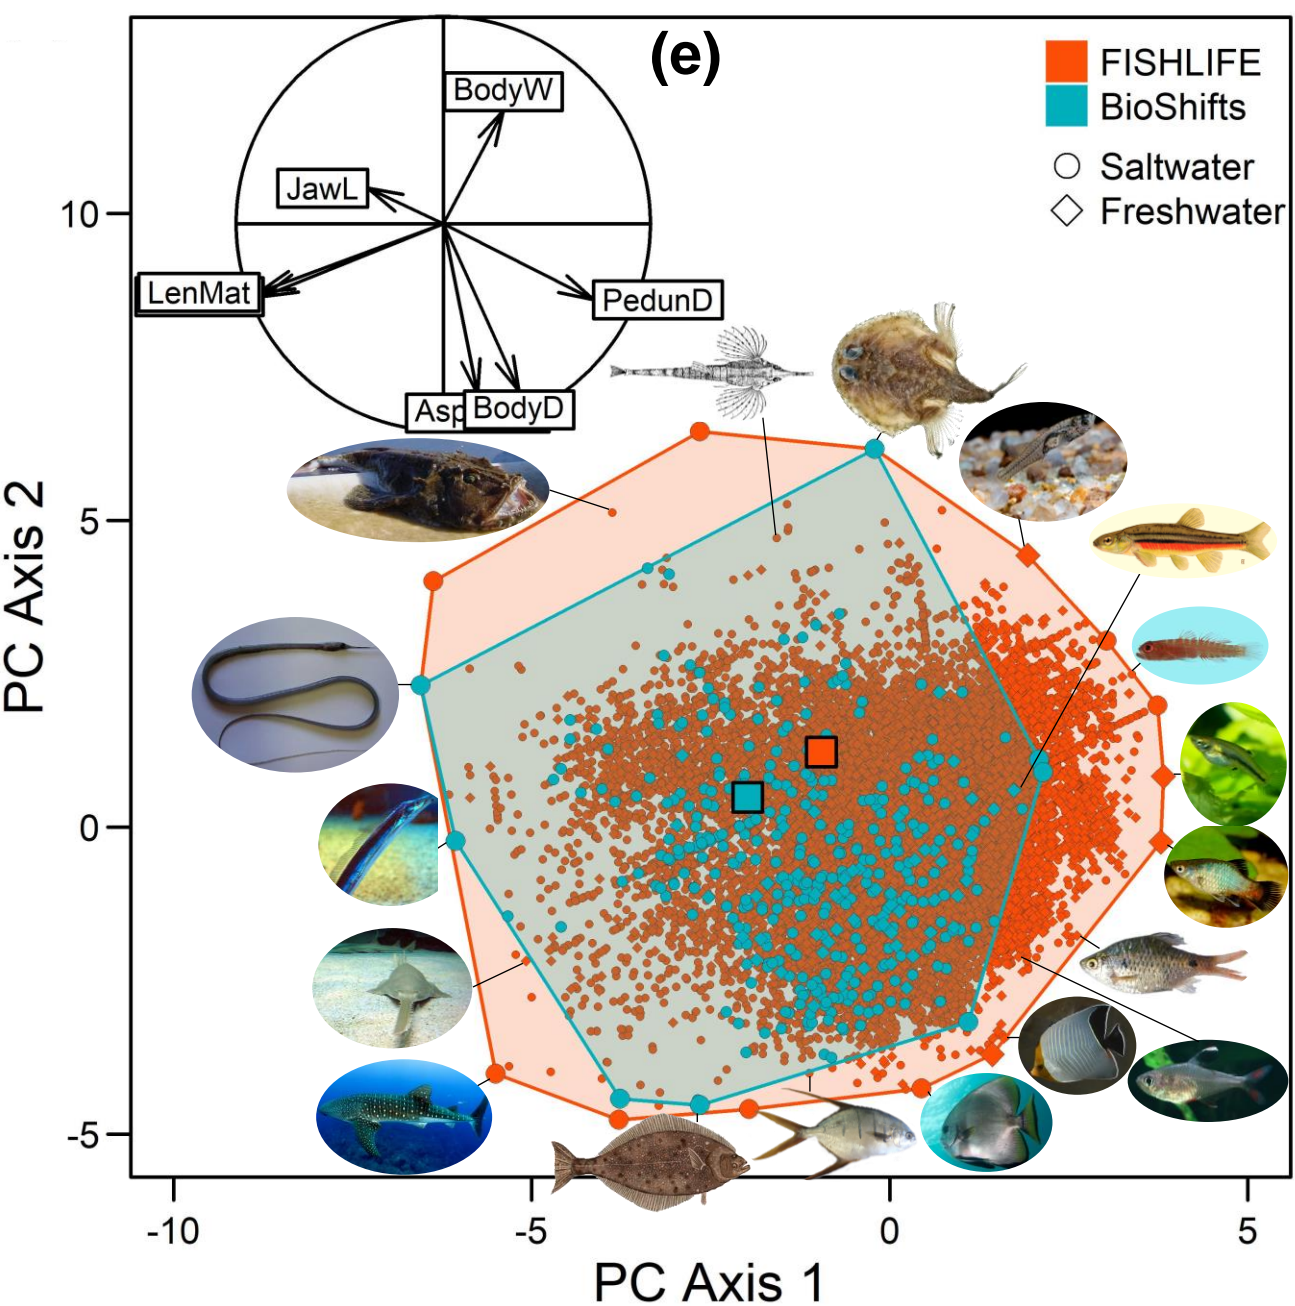 (e)
FISHLIFE
BioShifts
Saltwater
Freshwater
BodyW
JawL
LenMat
PedunD
Asp
BodyD
10
5
0
-5
PC Axis 2
-10
-5
0
5
PC Axis 1